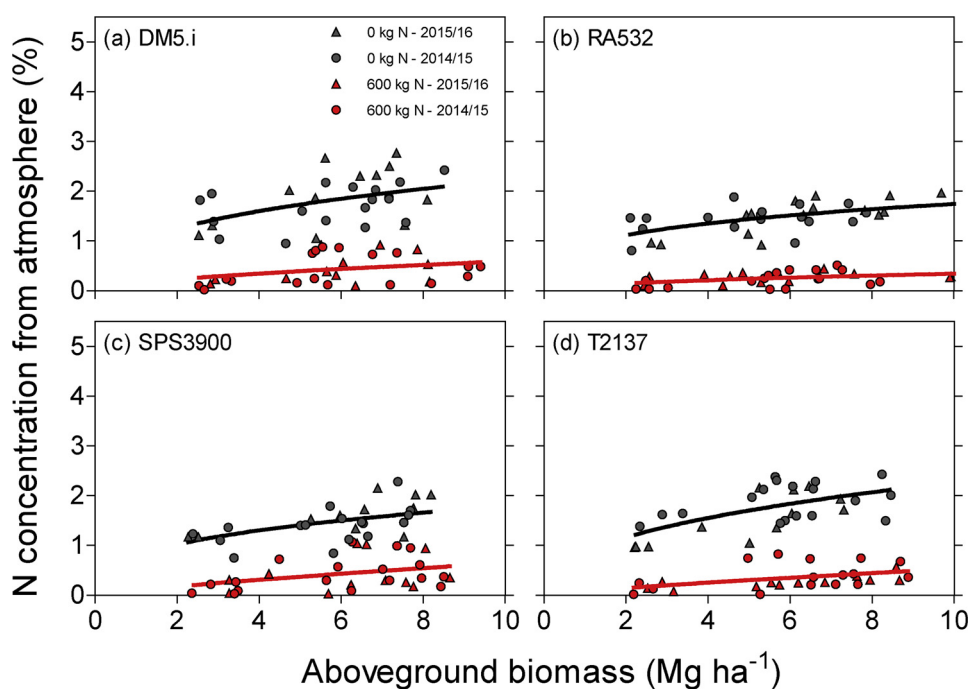 N concentration from atmosphere (%)
(a) DM5.i
0 kg N - 2015/16
0 kg N - 2014/15
600 kg N - 2015/16
600 kg N - 2014/15
(b) RA532
5
4
3
2
1
0
(c) SPS3900
(d) T2137
5
4
3
2
1
0
0 2 4 6 8 0 2 4 6 8 10
Aboveground biomass (Mg ha⁻¹)